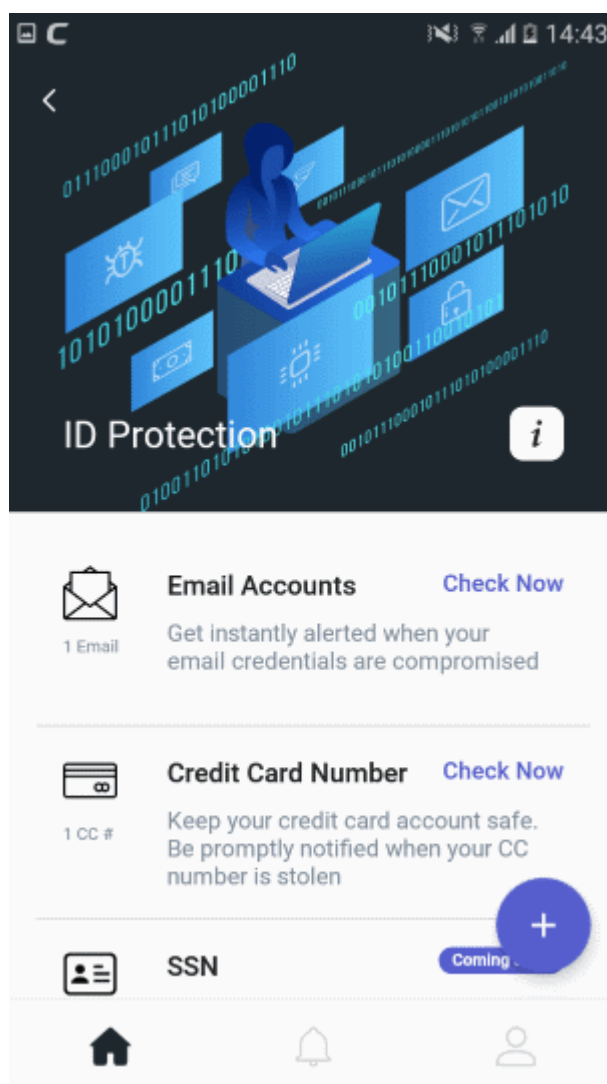 14:43
ID Protection
i
Email Accounts
Check Now
1 Email
Get instantly alerted when your
email credentials are compromised
Credit Card Number
Check Now
1 CC #
Keep your credit card account safe.
Be promptly notified when your CC
number is stolen
SSN
Coming